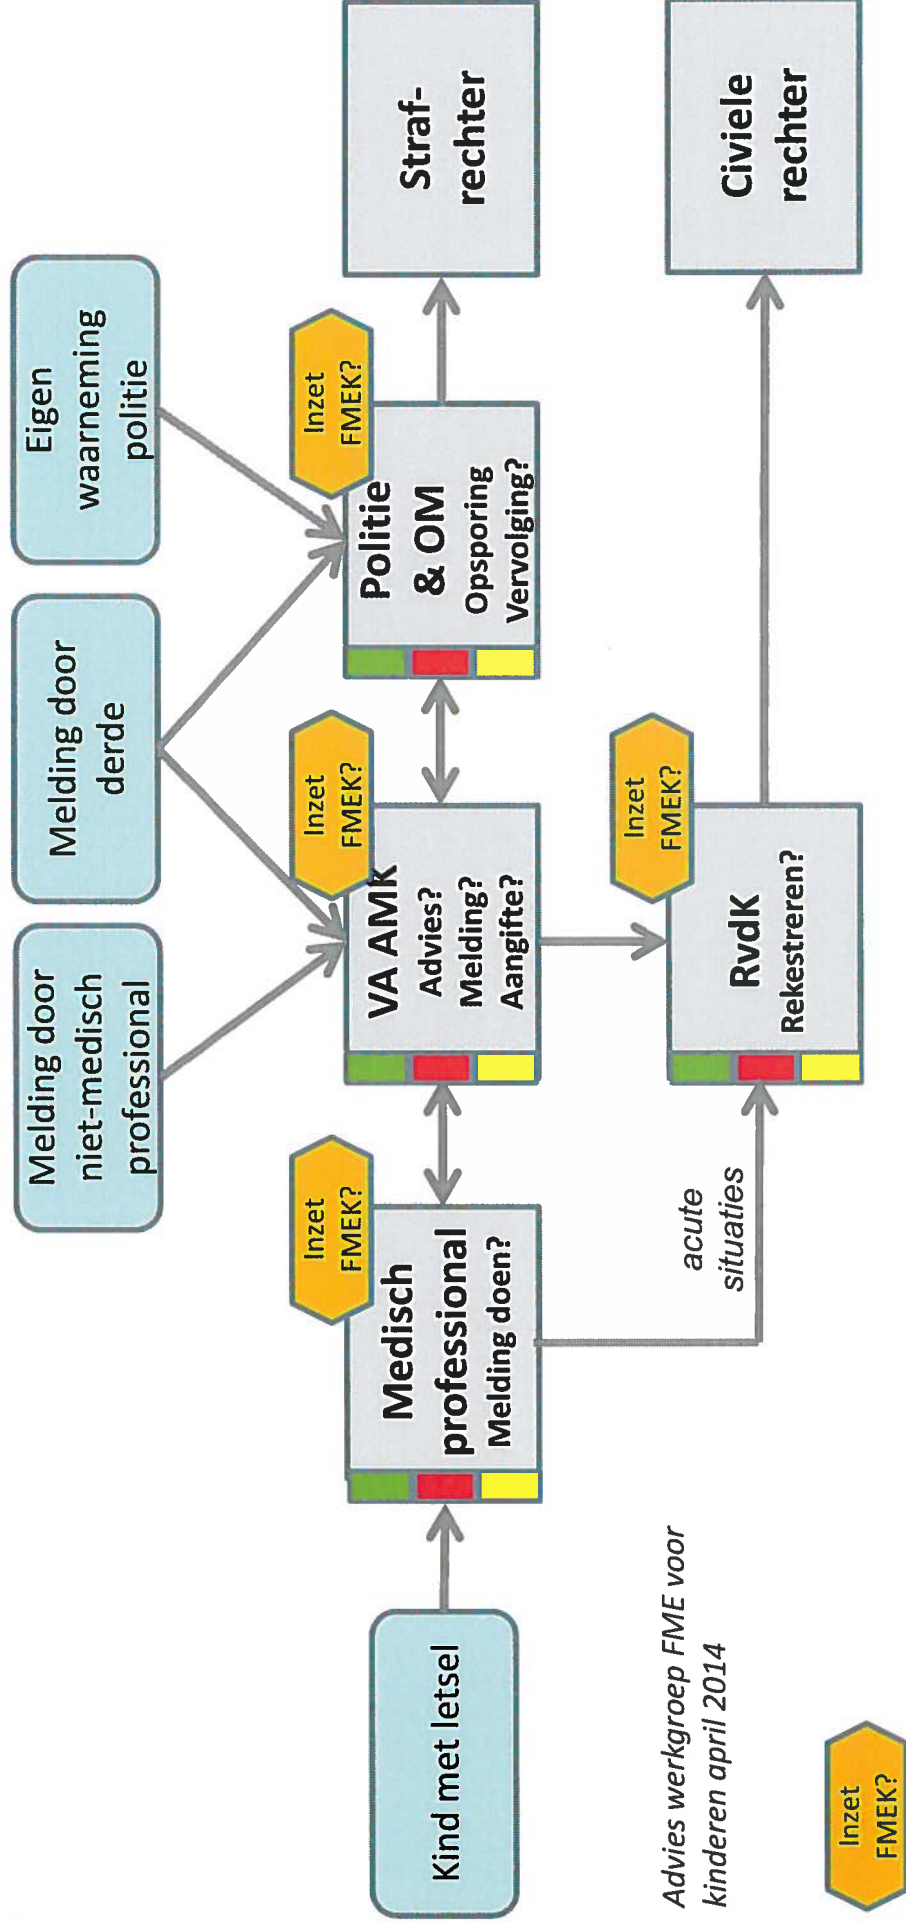 Melding door
niet-medisch
professional
Melding door
derde
Eigen
waarneming
politie
Kind met letsel
Inzet
FMEK?
Medisch
professional
Melding doen?
Inzet
FMEK?
VA AMK
Advies?
Melding?
Aangifte?
Inzet
FMEK?
Politie
& OM
Opsporing
Vervolging?
Straf-
rechter
acute
situaties
Inzet
FMEK?
RvdK
Rekestreren?
Civiele
rechter
Advies werkgroep FME voor
kinderen april 2014
Inzet
FMEK?